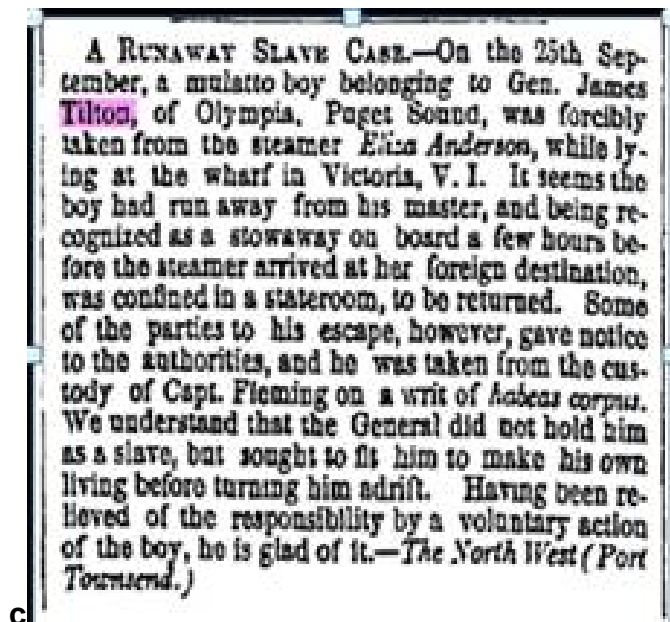 A RUNAWAY SLAVE CASE.—On the 25th Sep-
tember, a mulatto boy belonging to Gen. James
Tilton, of Olympia, Puget Sound, was forcibly
taken from the steamer Eliza Anderson, while ly-
ing at the wharf in Victoria, V. I. It seems the
boy had run away from his master, and being re-
cognized as a stowaway on board a few hours be-
fore the steamer arrived at her foreign destination,
was confined in a stateroom, to be returned. Some
of the parties to his escape, however, gave notice
to the authorities, and he was taken from the cus-
tody of Capt. Fleming on a writ of habeas corpus.
We understand that the General did not hold him
as a slave, but sought to fit him to make his own
living before turning him adrift. Having been re-
lieved of the responsibility by a voluntary action
of the boy, he is glad of it.—The North West (Port
Townsend.)
c